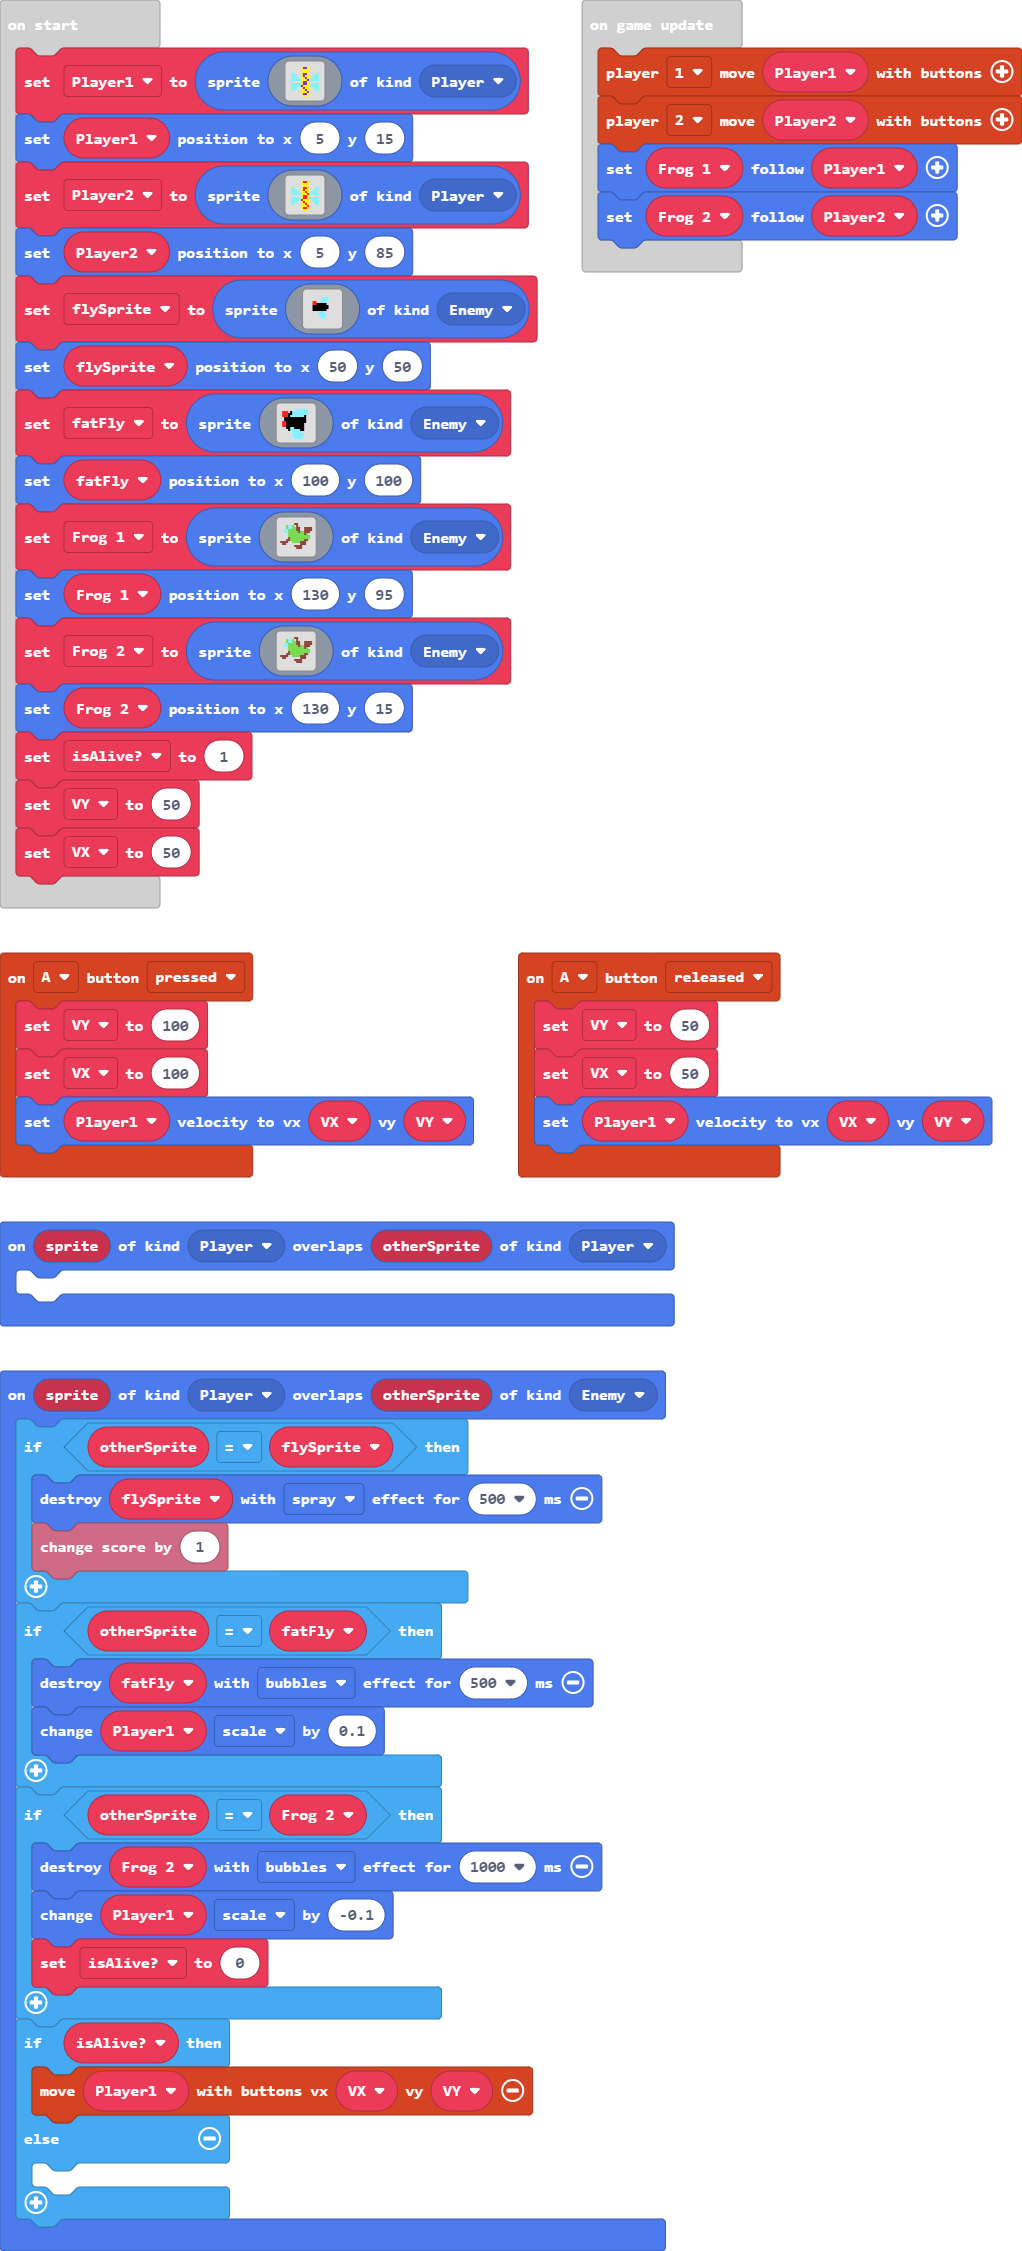 on start
set Player1 to sprite of kind Player
set Player1 position to x 5 y 15
set Player2 to sprite of kind Player
set Player2 position to x 5 y 85
set flySprite to sprite of kind Enemy
set flySprite position to x 50 y 50
set fatFly to sprite of kind Enemy
set fatFly position to x 100 y 100
set Frog 1 to sprite of kind Enemy
set Frog 1 position to x 130 y 95
set Frog 2 to sprite of kind Enemy
set Frog 2 position to x 130 y 15
set isAlive? to 1
set VY to 50
set VX to 50
on game update
player 1 move Player1 with buttons
player 2 move Player2 with buttons
set Frog 1 follow Player1
set Frog 2 follow Player2
on A button pressed
set VY to 100
set VX to 100
set Player1 velocity to vx VX vy VY
on A button released
set VY to 50
set VX to 50
set Player1 velocity to vx VX vy VY
on sprite of kind Player overlaps otherSprite of kind Player
on sprite of kind Player overlaps otherSprite of kind Enemy
if otherSprite = flySprite then
destroy flySprite with spray effect for 500 ms
change score by 1
if otherSprite = fatFly then
destroy fatFly with bubbles effect for 500 ms
change Player1 scale by 0.1
if otherSprite = Frog 2 then
destroy Frog 2 with bubbles effect for 1000 ms
change Player1 scale by -0.1
set isAlive? to 0
if isAlive? then
move Player1 with buttons vx VX vy VY
else